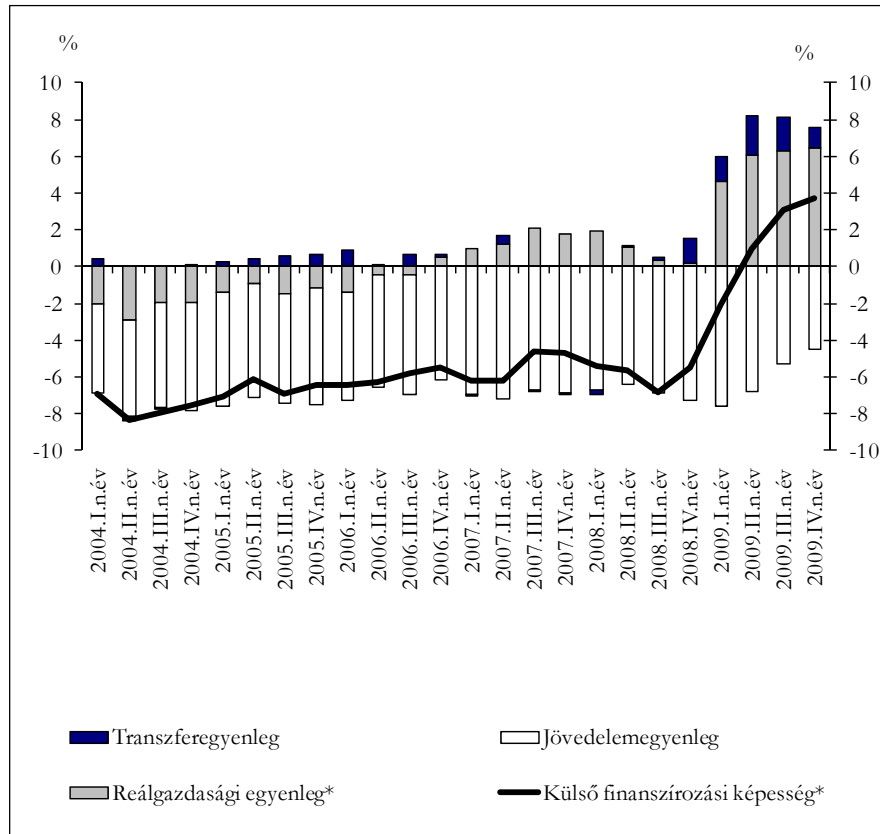 %
%
10
8
6
4
2
0
-2
-4
-6
-8
-10
10
8
6
4
2
0
-2
-4
-6
-8
-10
2004.I.n.év
2004.II.n.év
2004.III.n.év
2004.IV.n.év
2005.I.n.év
2005.II.n.év
2005.III.n.év
2005.IV.n.év
2006.I.n.év
2006.II.n.év
2006.III.n.év
2006.IV.n.év
2007.I.n.év
2007.II.n.év
2007.III.n.év
2007.IV.n.év
2008.I.n.év
2008.II.n.év
2008.III.n.év
2008.IV.n.év
2009.I.n.év
2009.II.n.év
2009.III.n.év
2009.IV.n.év
Transzferegyenleg
Jövedelemegyenleg
Reálgazdasági egyenleg*
Külső finanszírozási képesség*